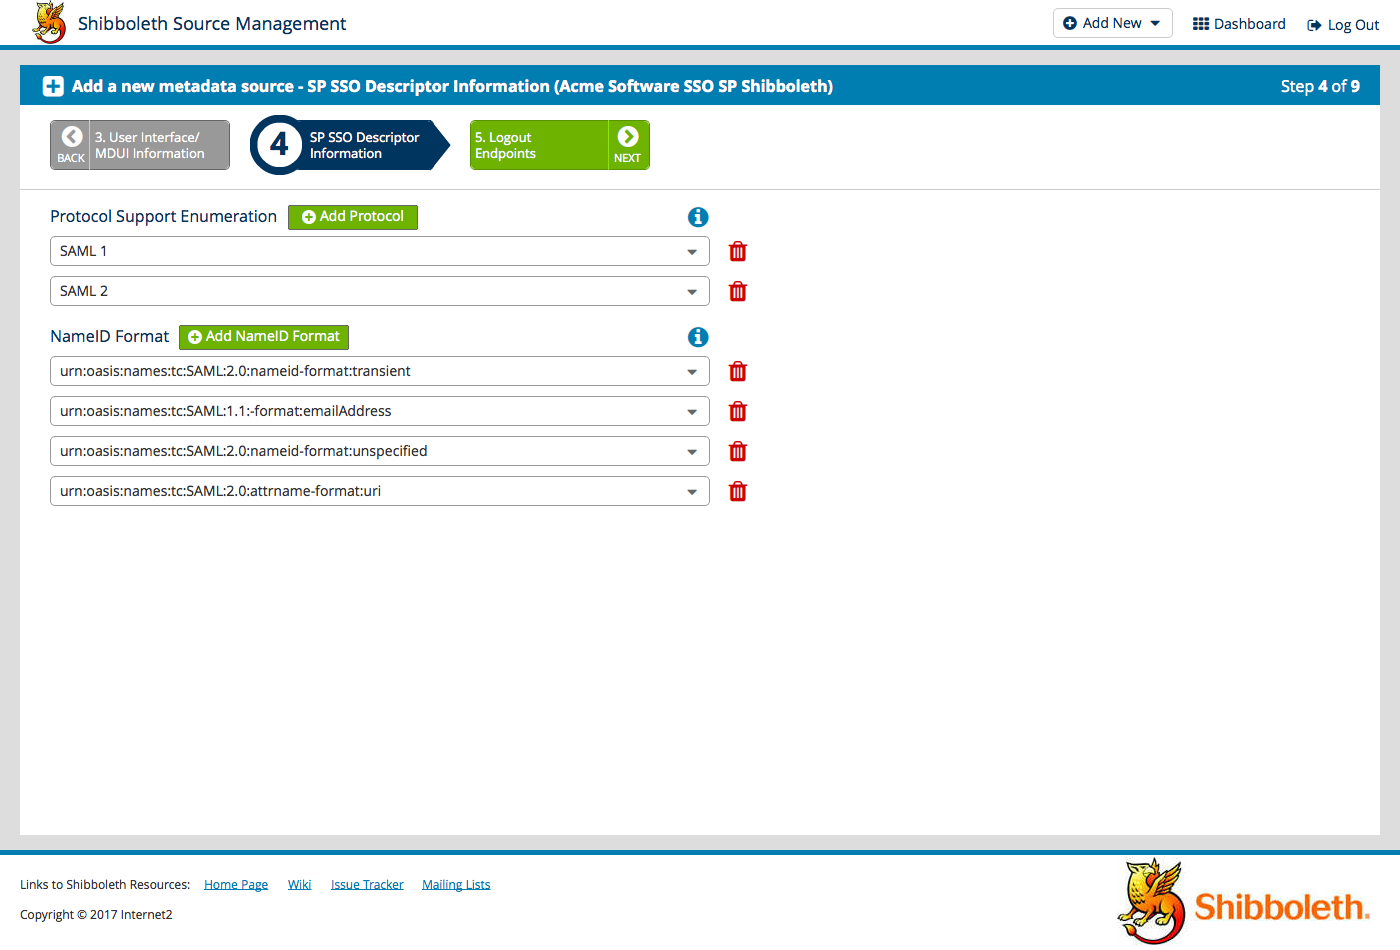 Shibboleth Source Management
Add New
Dashboard
Log Out
Add a new metadata source - SP SSO Descriptor Information (Acme Software SSO SP Shibboleth)
Step 4 of 9
BACK
3. User Interface/
MDUI Information
4
SP SSO Descriptor
Information
5. Logout
Endpoints
NEXT
Protocol Support Enumeration
Add Protocol
SAML 1
SAML 2
NameID Format
Add NameID Format
urn:oasis:names:tc:SAML:2.0:nameid-format:transient
urn:oasis:names:tc:SAML:1.1:-format:emailAddress
urn:oasis:names:tc:SAML:2.0:nameid-format:unspecified
urn:oasis:names:tc:SAML:2.0:attrname-format:uri
Links to Shibboleth Resources: Home Page Wiki Issue Tracker Mailing Lists
Copyright © 2017 Internet2
Shibboleth.